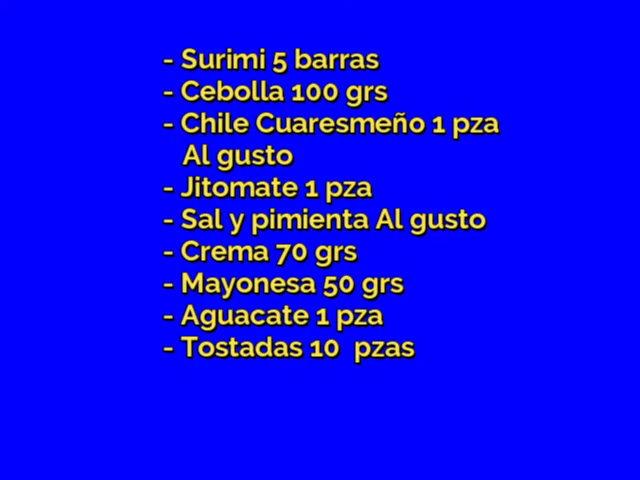 - Surimi 5 barras
- Cebolla 100 grs
- Chile Cuaresmeño 1 pza
Al gusto
- Jitomate 1 pza
- Sal y pimienta Al gusto
- Crema 70 grs
- Mayonesa 50 grs
- Aguacate 1 pza
- Tostadas 10 pzas